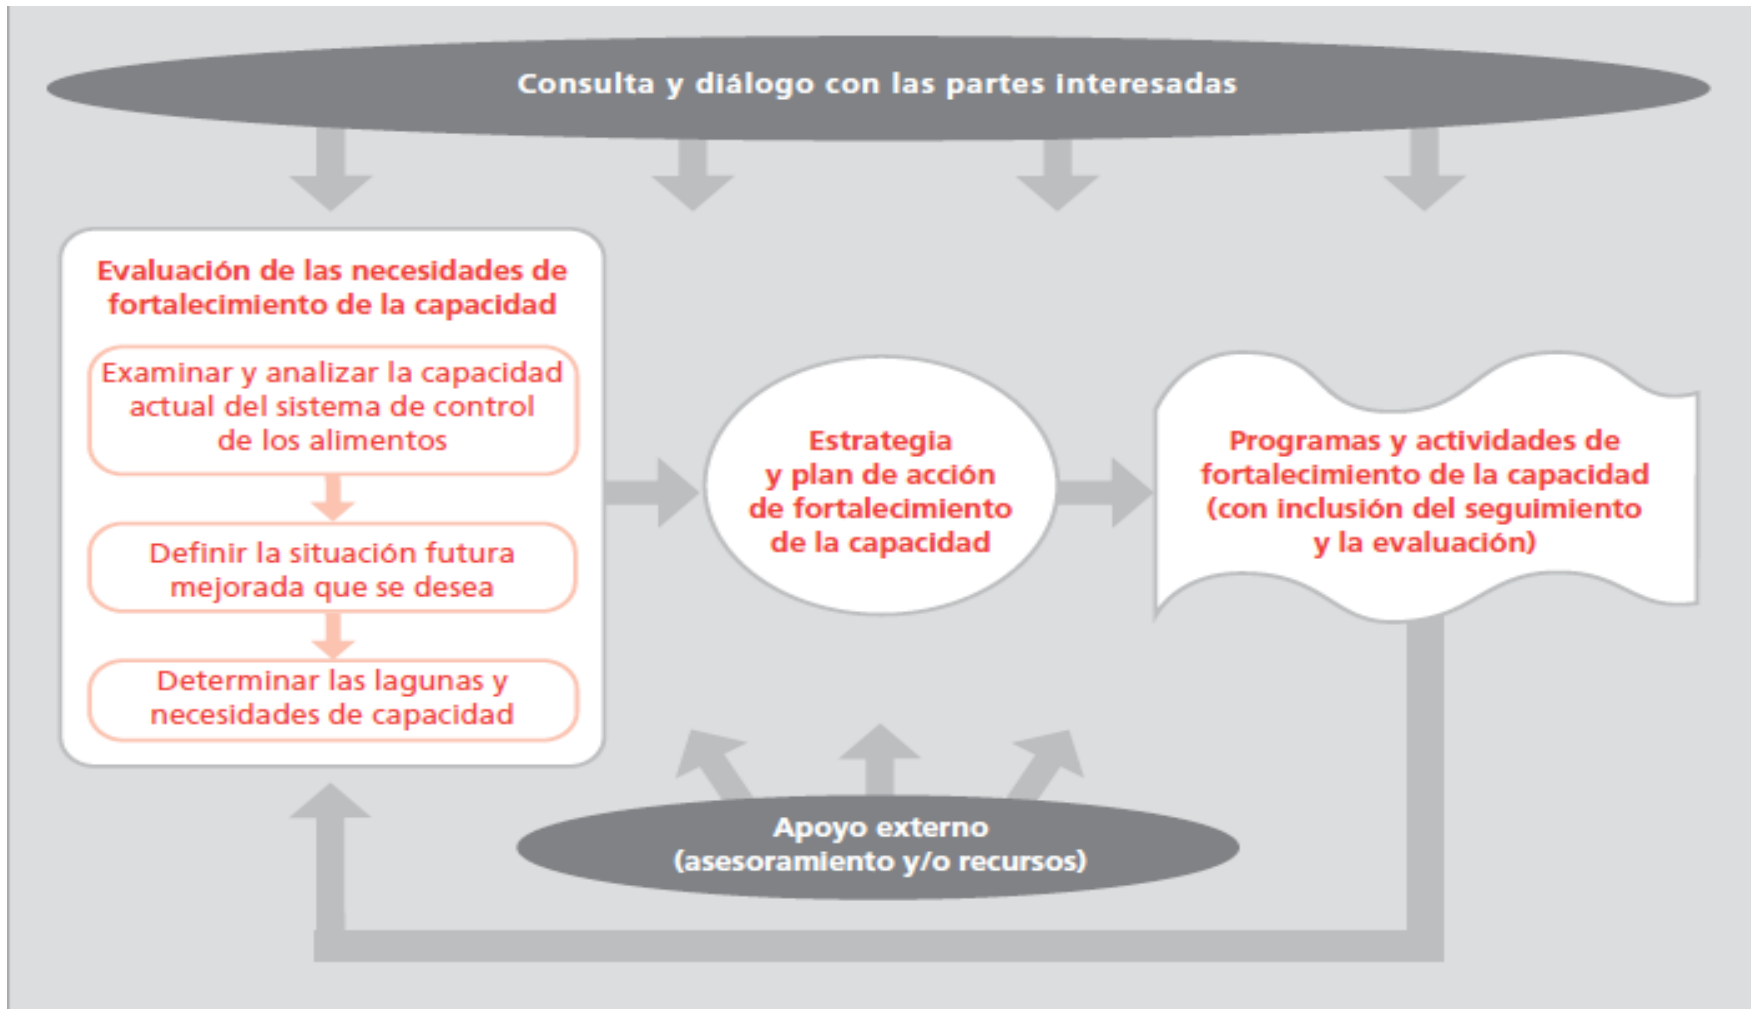 Consulta y diálogo con las partes interesadas
Evaluación de las necesidades de
fortalecimiento de la capacidad
Examinar y analizar la capacidad
actual del sistema de control
de los alimentos
Definir la situación futura
mejorada que se desea
Determinar las lagunas y
necesidades de capacidad
Estrategia
y plan de acción
de fortalecimiento
de la capacidad
Programas y actividades de
fortalecimiento de la capacidad
(con inclusión del seguimiento
y la evaluación)
Apoyo externo
(asesoramiento y/o recursos)